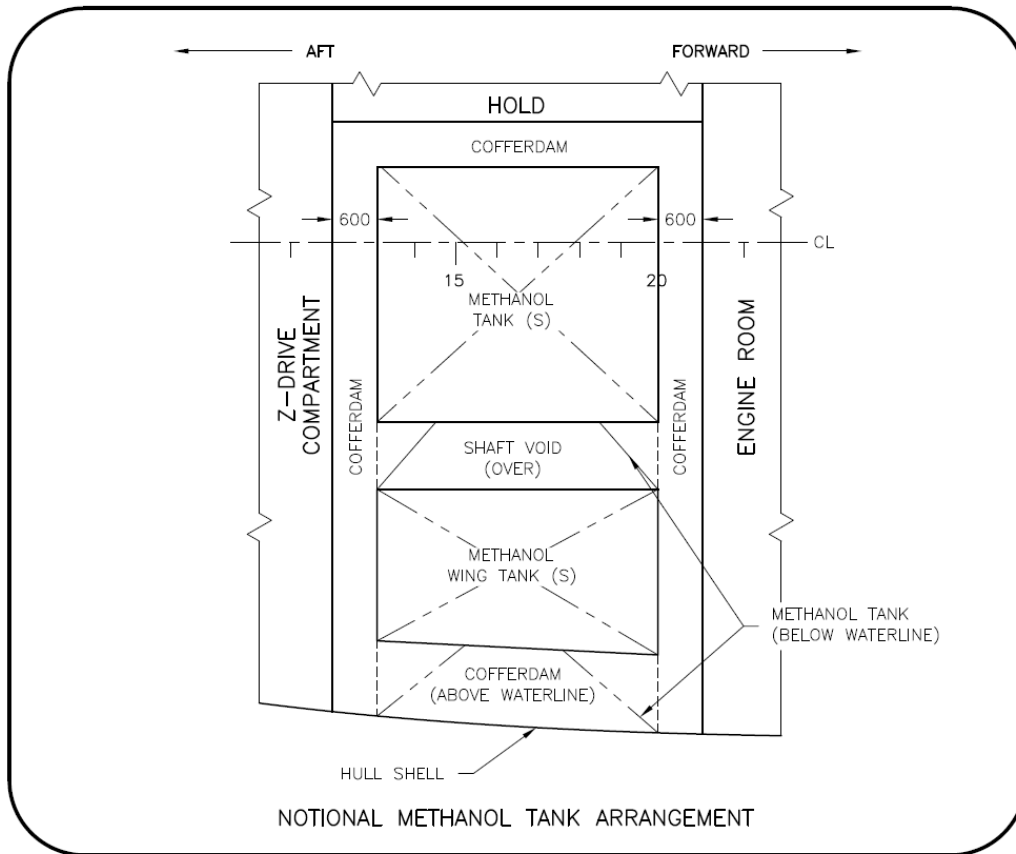 AFT
FORWARD
HOLD
COFFERDAM
600
600
CL
15
20
METHANOL
TANK (S)
Z-DRIVE
COMPARTMENT
COFFERDAM
COFFERDAM
ENGINE ROOM
SHAFT VOID
(OVER)
METHANOL
WING TANK (S)
METHANOL TANK
(BELOW WATERLINE)
COFFERDAM
(ABOVE WATERLINE)
HULL SHELL
NOTIONAL METHANOL TANK ARRANGEMENT